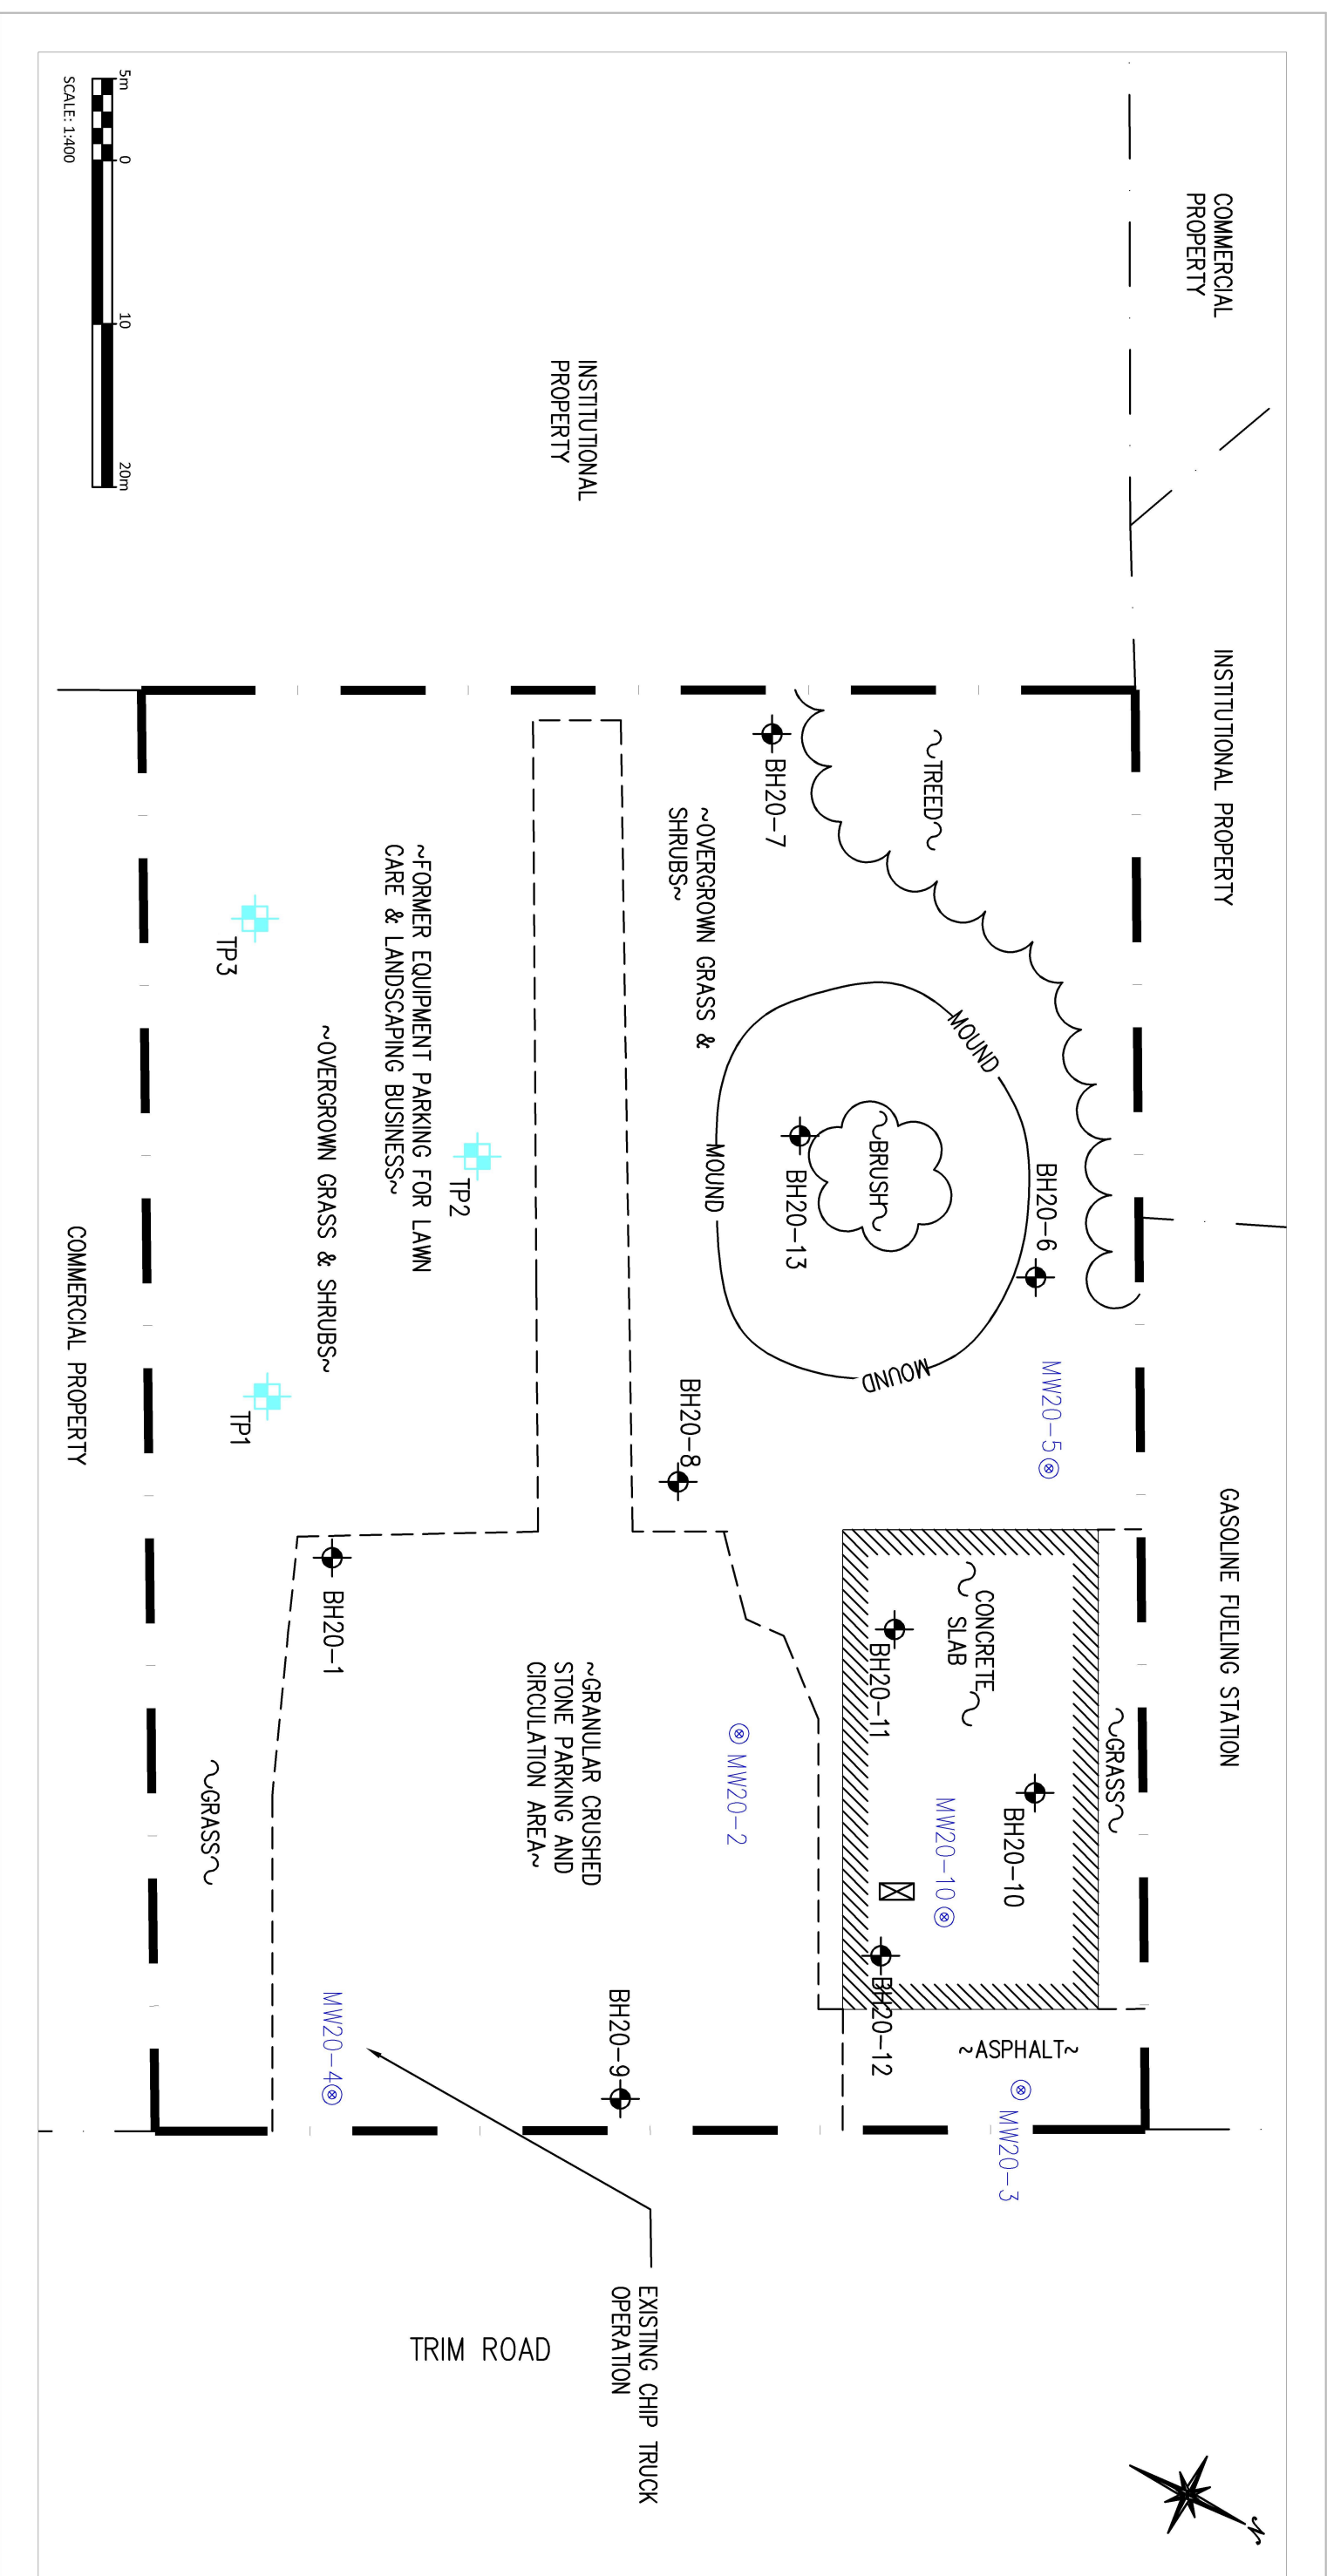 COMMERCIAL
PROPERTY
INSTITUTIONAL PROPERTY
GASOLINE FUELING STATION
INSTITUTIONAL
PROPERTY
~TREED~
BH20-7
~OVERGROWN GRASS &
SHRUBS~
MOUND
MOUND
MOUND
~BRUSH~
BH20-13
BH20-6
MW20-5
BH20-8
~GRASS~
~CONCRETE
SLAB~
BH20-11
BH20-10
MW20-10
BH20-12
~ASPHALT~
MW20-3
MW20-2
~FORMER EQUIPMENT PARKING FOR LAWN
CARE & LANDSCAPING BUSINESS~
~OVERGROWN GRASS & SHRUBS~
TP3
TP2
TP1
BH20-1
~GRANULAR CRUSHED
STONE PARKING AND
CIRCULATION AREA~
~GRASS~
MW20-4
BH20-9
EXISTING CHIP TRUCK
OPERATION
TRIM ROAD
COMMERCIAL PROPERTY
5m 0 10 20m
SCALE: 1:400
N